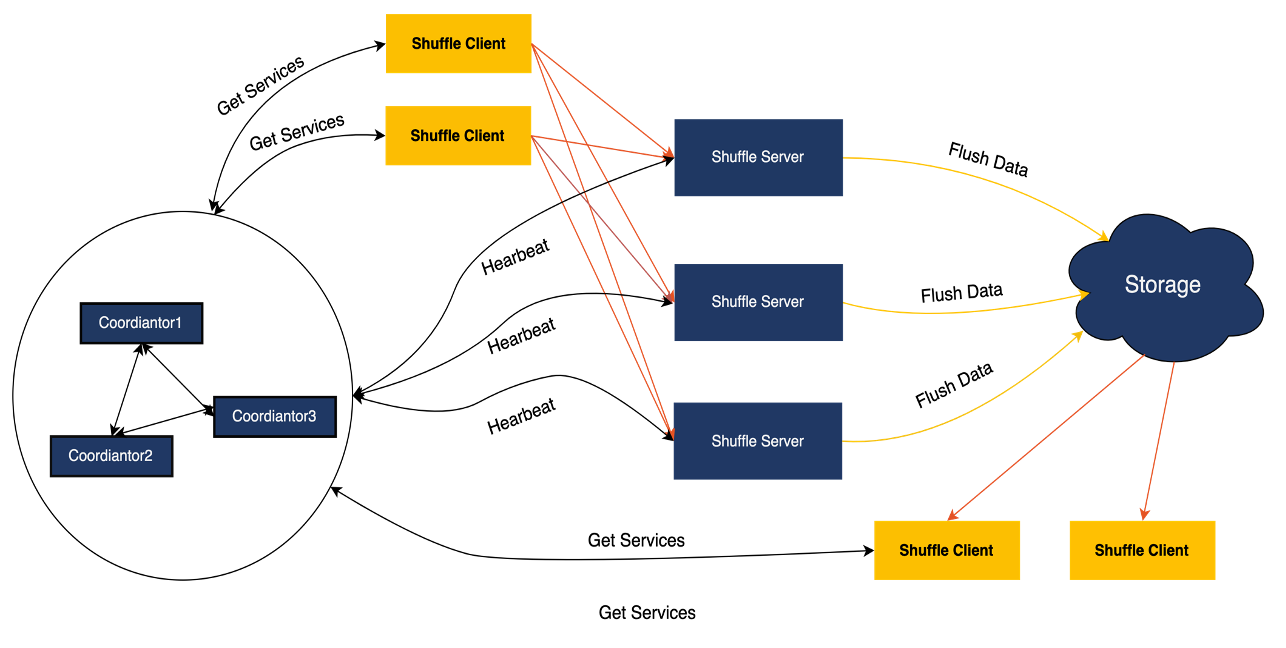 Shuffle Client
Get Services
Shuffle Client
Get Services
Shuffle Server
Flush Data
Hearbeat
Storage
Shuffle Server
Flush Data
Coordiantor1
Hearbeat
Flush Data
Coordiantor3
Hearbeat
Shuffle Server
Coordiantor2
Get Services
Shuffle Client
Shuffle Client
Get Services